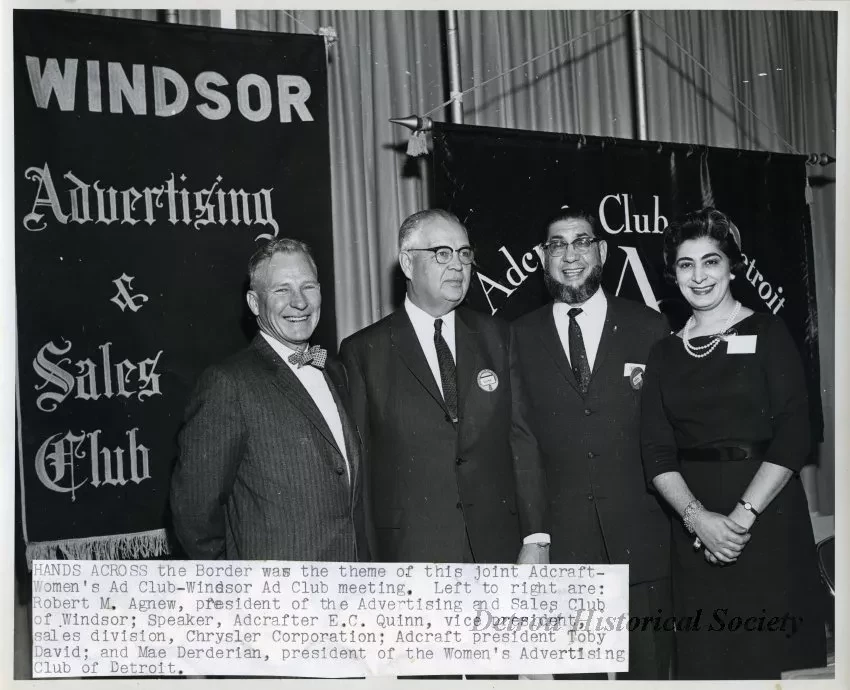 WINDSOR
Advertising
&
Sales
Club
Club
HANDS ACROSS the Border was the theme of this joint Adcraft-
Women's Ad Club-Windsor Ad Club meeting. Left to right are:
Robert M. Agnew, president of the Advertising and Sales Club
of Windsor; Speaker, Adcrafter E.C. Quinn, vice president
sales division, Chrysler Corporation; Adcraft president Toby
David; and Mae Derderian, president of the Women's Advertising
Club of Detroit.
Detroit Historical Society